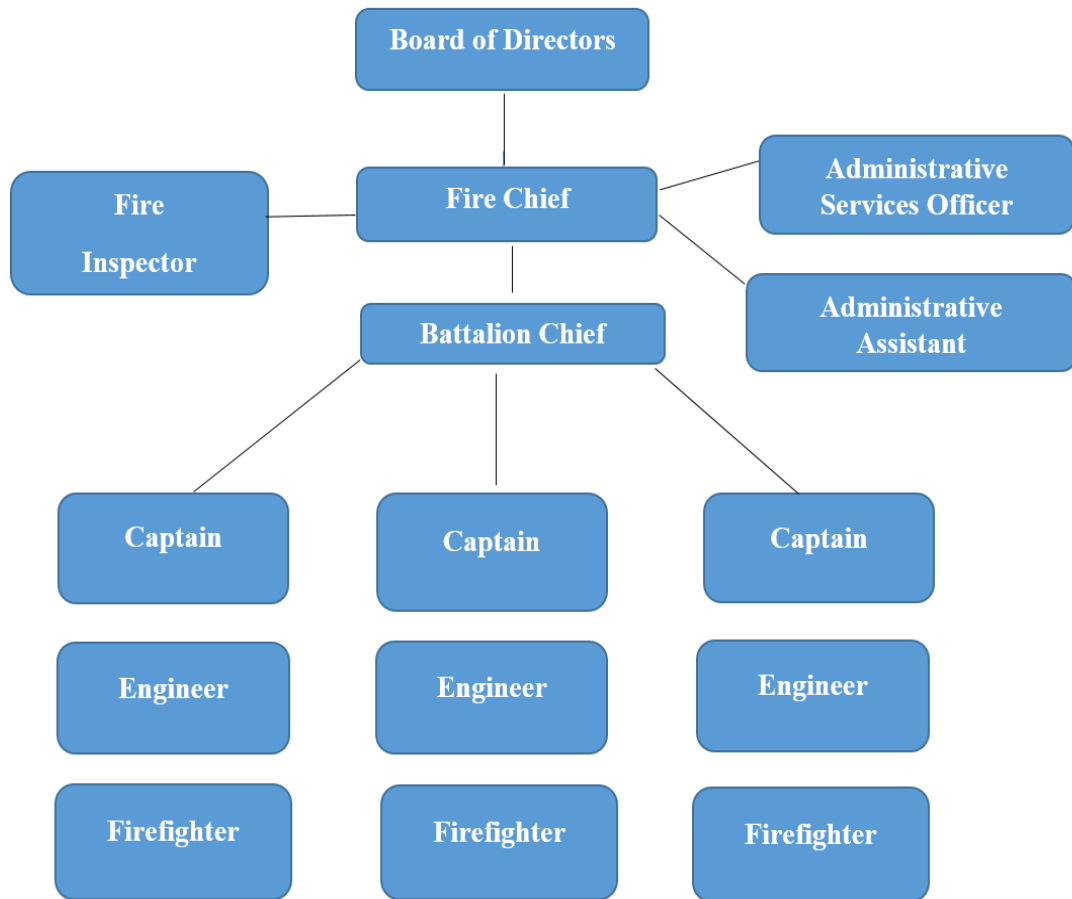 Board of Directors
Fire
Inspector
Fire Chief
Administrative
Services Officer
Administrative
Assistant
Battalion Chief
Captain
Captain
Captain
Engineer
Engineer
Engineer
Firefighter
Firefighter
Firefighter